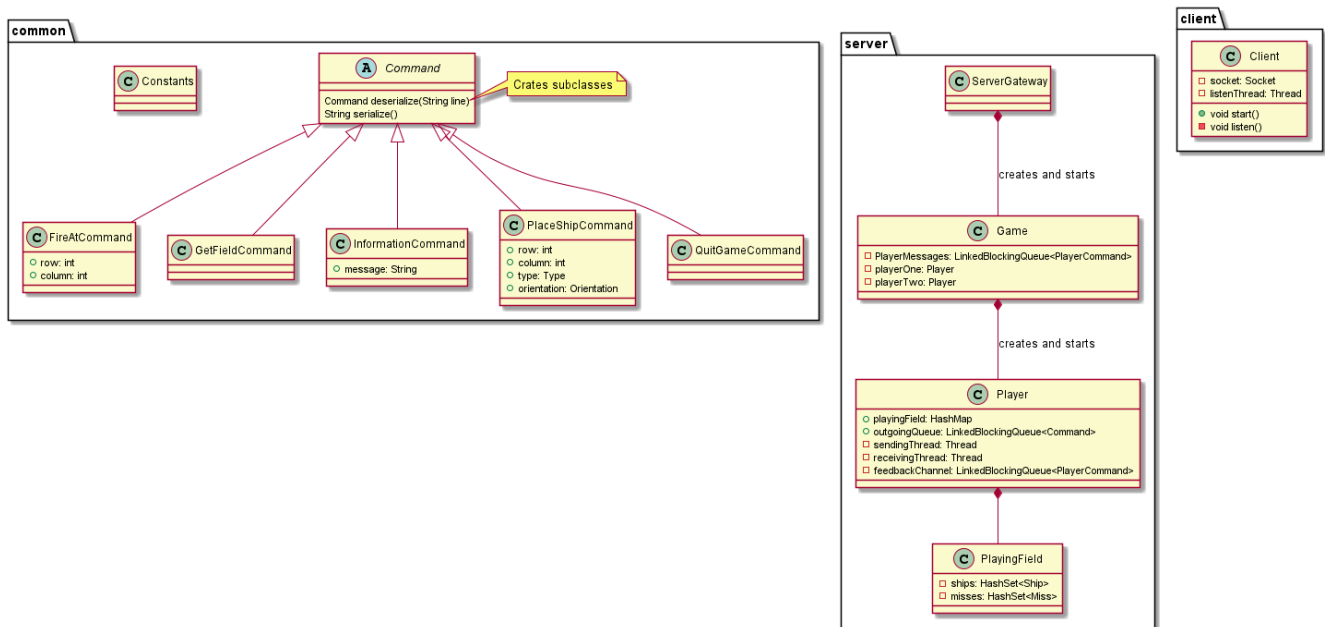 common
C Constants
A Command
Command deserialize(String line)
String serialize()
Crates subclasses
C FireAtCommand
row: int
column: int
C GetFieldCommand
C InformationCommand
message: String
C PlaceShipCommand
row: int
column: int
type: Type
orientation: Orientation
C QuitGameCommand
server
C ServerGateway
creates and starts
C Game
PlayerMessages: LinkedBlockingQueue<PlayerCommand>
playerOne: Player
playerTwo: Player
creates and starts
C Player
playingField: HashMap
outgoingQueue: LinkedBlockingQueue<Command>
sendingThread: Thread
receivingThread: Thread
feedbackChannel: LinkedBlockingQueue<PlayerCommand>
C PlayingField
ships: HashSet<Ship>
misses: HashSet<Miss>
client
C Client
socket: Socket
listenThread: Thread
void start()
void listen()